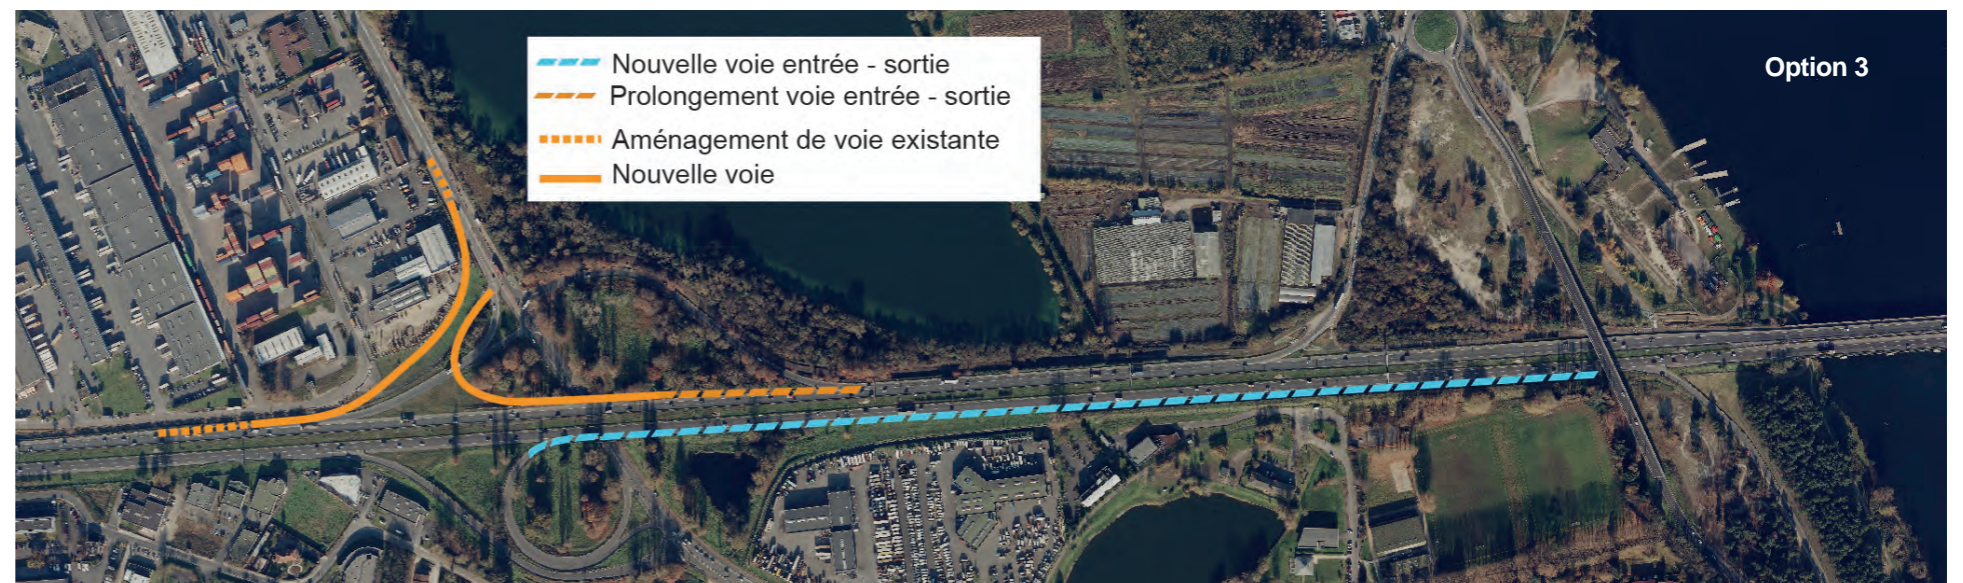 Nouvelle voie entrée - sortie
Prolongement voie entrée - sortie
Aménagement de voie existante
Nouvelle voie
Option 3